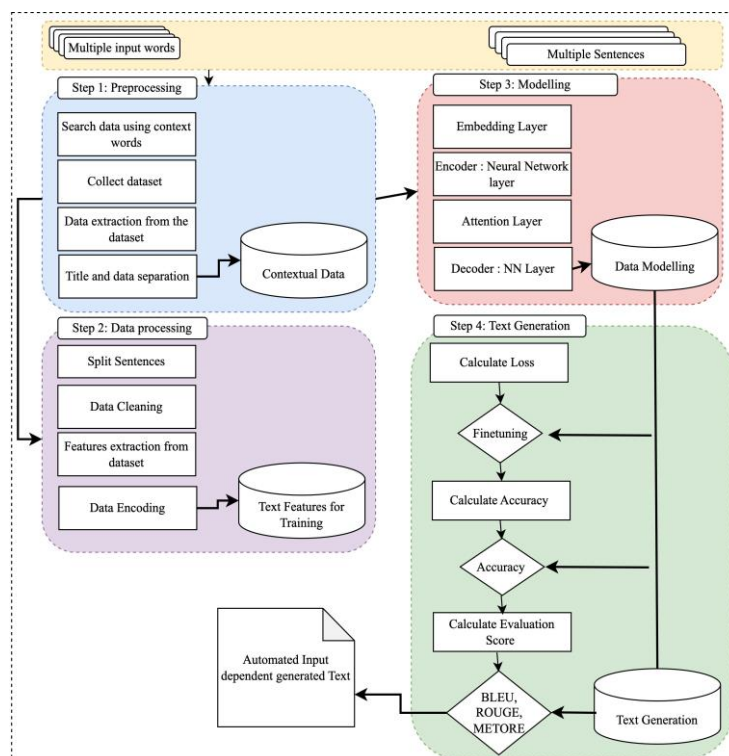 Multiple input words
Multiple Sentences
Step 1: Preprocessing
Search data using context
words
Collect dataset
Data extraction from the
dataset
Title and data separation
Contextual Data
Step 2: Data processing
Split Sentences
Data Cleaning
Features extraction from
dataset
Data Encoding
Text Features for
Training
Step 3: Modelling
Embedding Layer
Encoder : Neural Network
layer
Attention Layer
Decoder : NN Layer
Data Modelling
Step 4: Text Generation
Calculate Loss
Finetuning
Calculate Accuracy
Accuracy
Calculate Evaluation
Score
BLEU,
ROUGE,
METORE
Text Generation
Automated Input
dependent generated Text